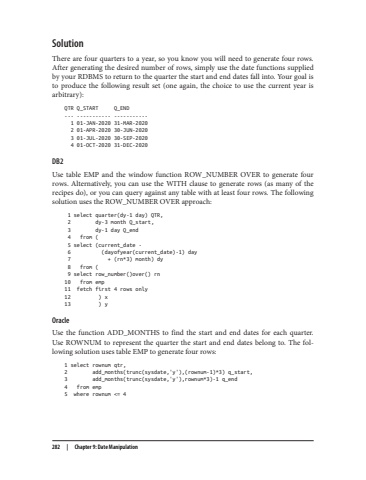 Solution
There are four quarters to a year, so you know you will need to generate four rows.
After generating the desired number of rows, simply use the date functions supplied
by your RDBMS to return to the quarter the start and end dates fall into. Your goal is
to produce the following result set (one again, the choice to use the current year is
arbitrary):
QTR Q_START     Q_END
--- ----------- -----------
1 01-JAN-2020 31-MAR-2020
2 01-APR-2020 30-JUN-2020
3 01-JUL-2020 30-SEP-2020
4 01-OCT-2020 31-DEC-2020
DB2
Use table EMP and the window function ROW_NUMBER OVER to generate four
rows. Alternatively, you can use the WITH clause to generate rows (as many of the
recipes do), or you can query against any table with at least four rows. The following
solution uses the ROW_NUMBER OVER approach:
1 select quarter(dy-1 day) QTR,
2        dy-3 month Q_start,
3        dy-1 day Q_end
4   from (
5 select (current_date -
6          (dayofyear(current_date)-1) day
7            + (rn*3) month) dy
8   from (
9 select row_number()over() rn
10   from emp
11  fetch first 4 rows only
12        ) x
13        ) y
Oracle
Use the function ADD_MONTHS to find the start and end dates for each quarter.
Use ROWNUM to represent the quarter the start and end dates belong to. The fol-
lowing solution uses table EMP to generate four rows:
1 select rownum qtr,
2        add_months(trunc(sysdate,'y'),(rownum-1)*3) q_start,
3        add_months(trunc(sysdate,'y'),rownum*3)-1 q_end
4   from emp
5  where rownum <= 4
282 | Chapter 9: Date Manipulation